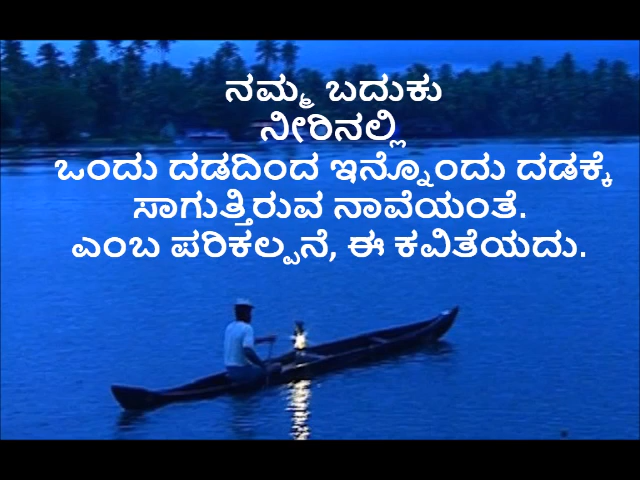 ನಮ್ಮ ಬದುಕು
ನೀರಿನಲ್ಲಿ
ಒಂದು ದಡದಿಂದ ಇನ್ನೊಂದು ದಡಕ್ಕೆ
ಸಾಗುತ್ತಿರುವ ನಾವೆಯಂತೆ.
ಎಂಬ ಪರಿಕಲ್ಪನೆ, ಈ ಕವಿತೆಯದು.